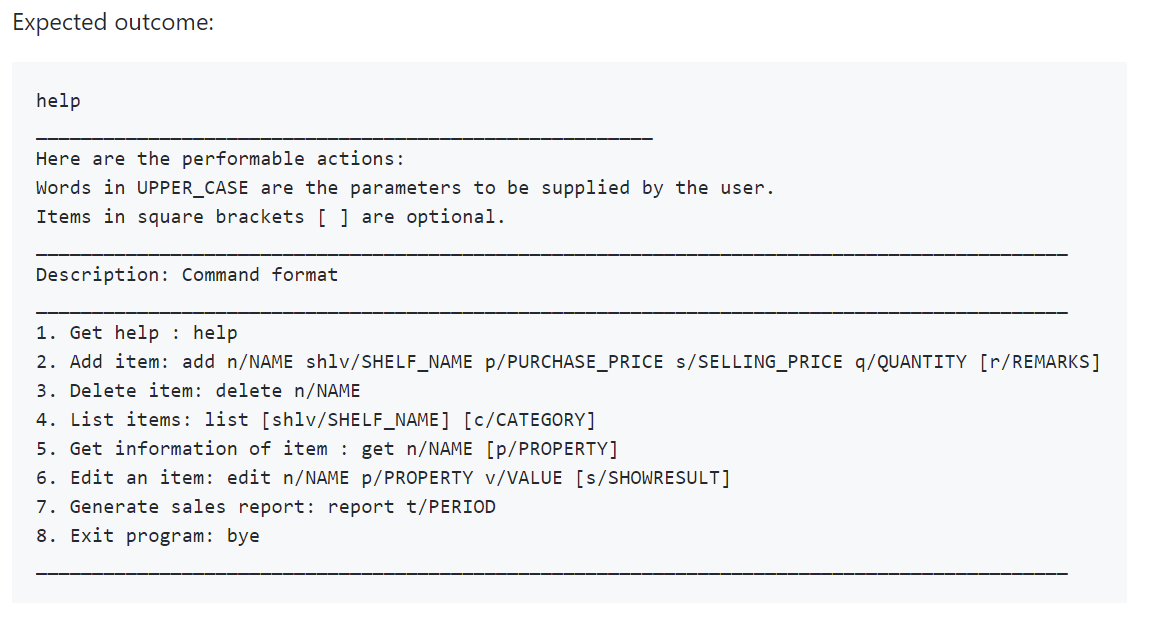 Expected outcome:
help
_______________________________________________________
Here are the performable actions:
Words in UPPER_CASE are the parameters to be supplied by the user.
Items in square brackets [ ] are optional.
____________________________________________________________________________________________
Description: Command format
____________________________________________________________________________________________
1. Get help : help
2. Add item: add n/NAME shlv/SHELF_NAME p/PURCHASE_PRICE s/SELLING_PRICE q/QUANTITY [r/REMARKS]
3. Delete item: delete n/NAME
4. List items: list [shlv/SHELF_NAME] [c/CATEGORY]
5. Get information of item : get n/NAME [p/PROPERTY]
6. Edit an item: edit n/NAME p/PROPERTY v/VALUE [s/SHOWRESULT]
7. Generate sales report: report t/PERIOD
8. Exit program: bye
____________________________________________________________________________________________